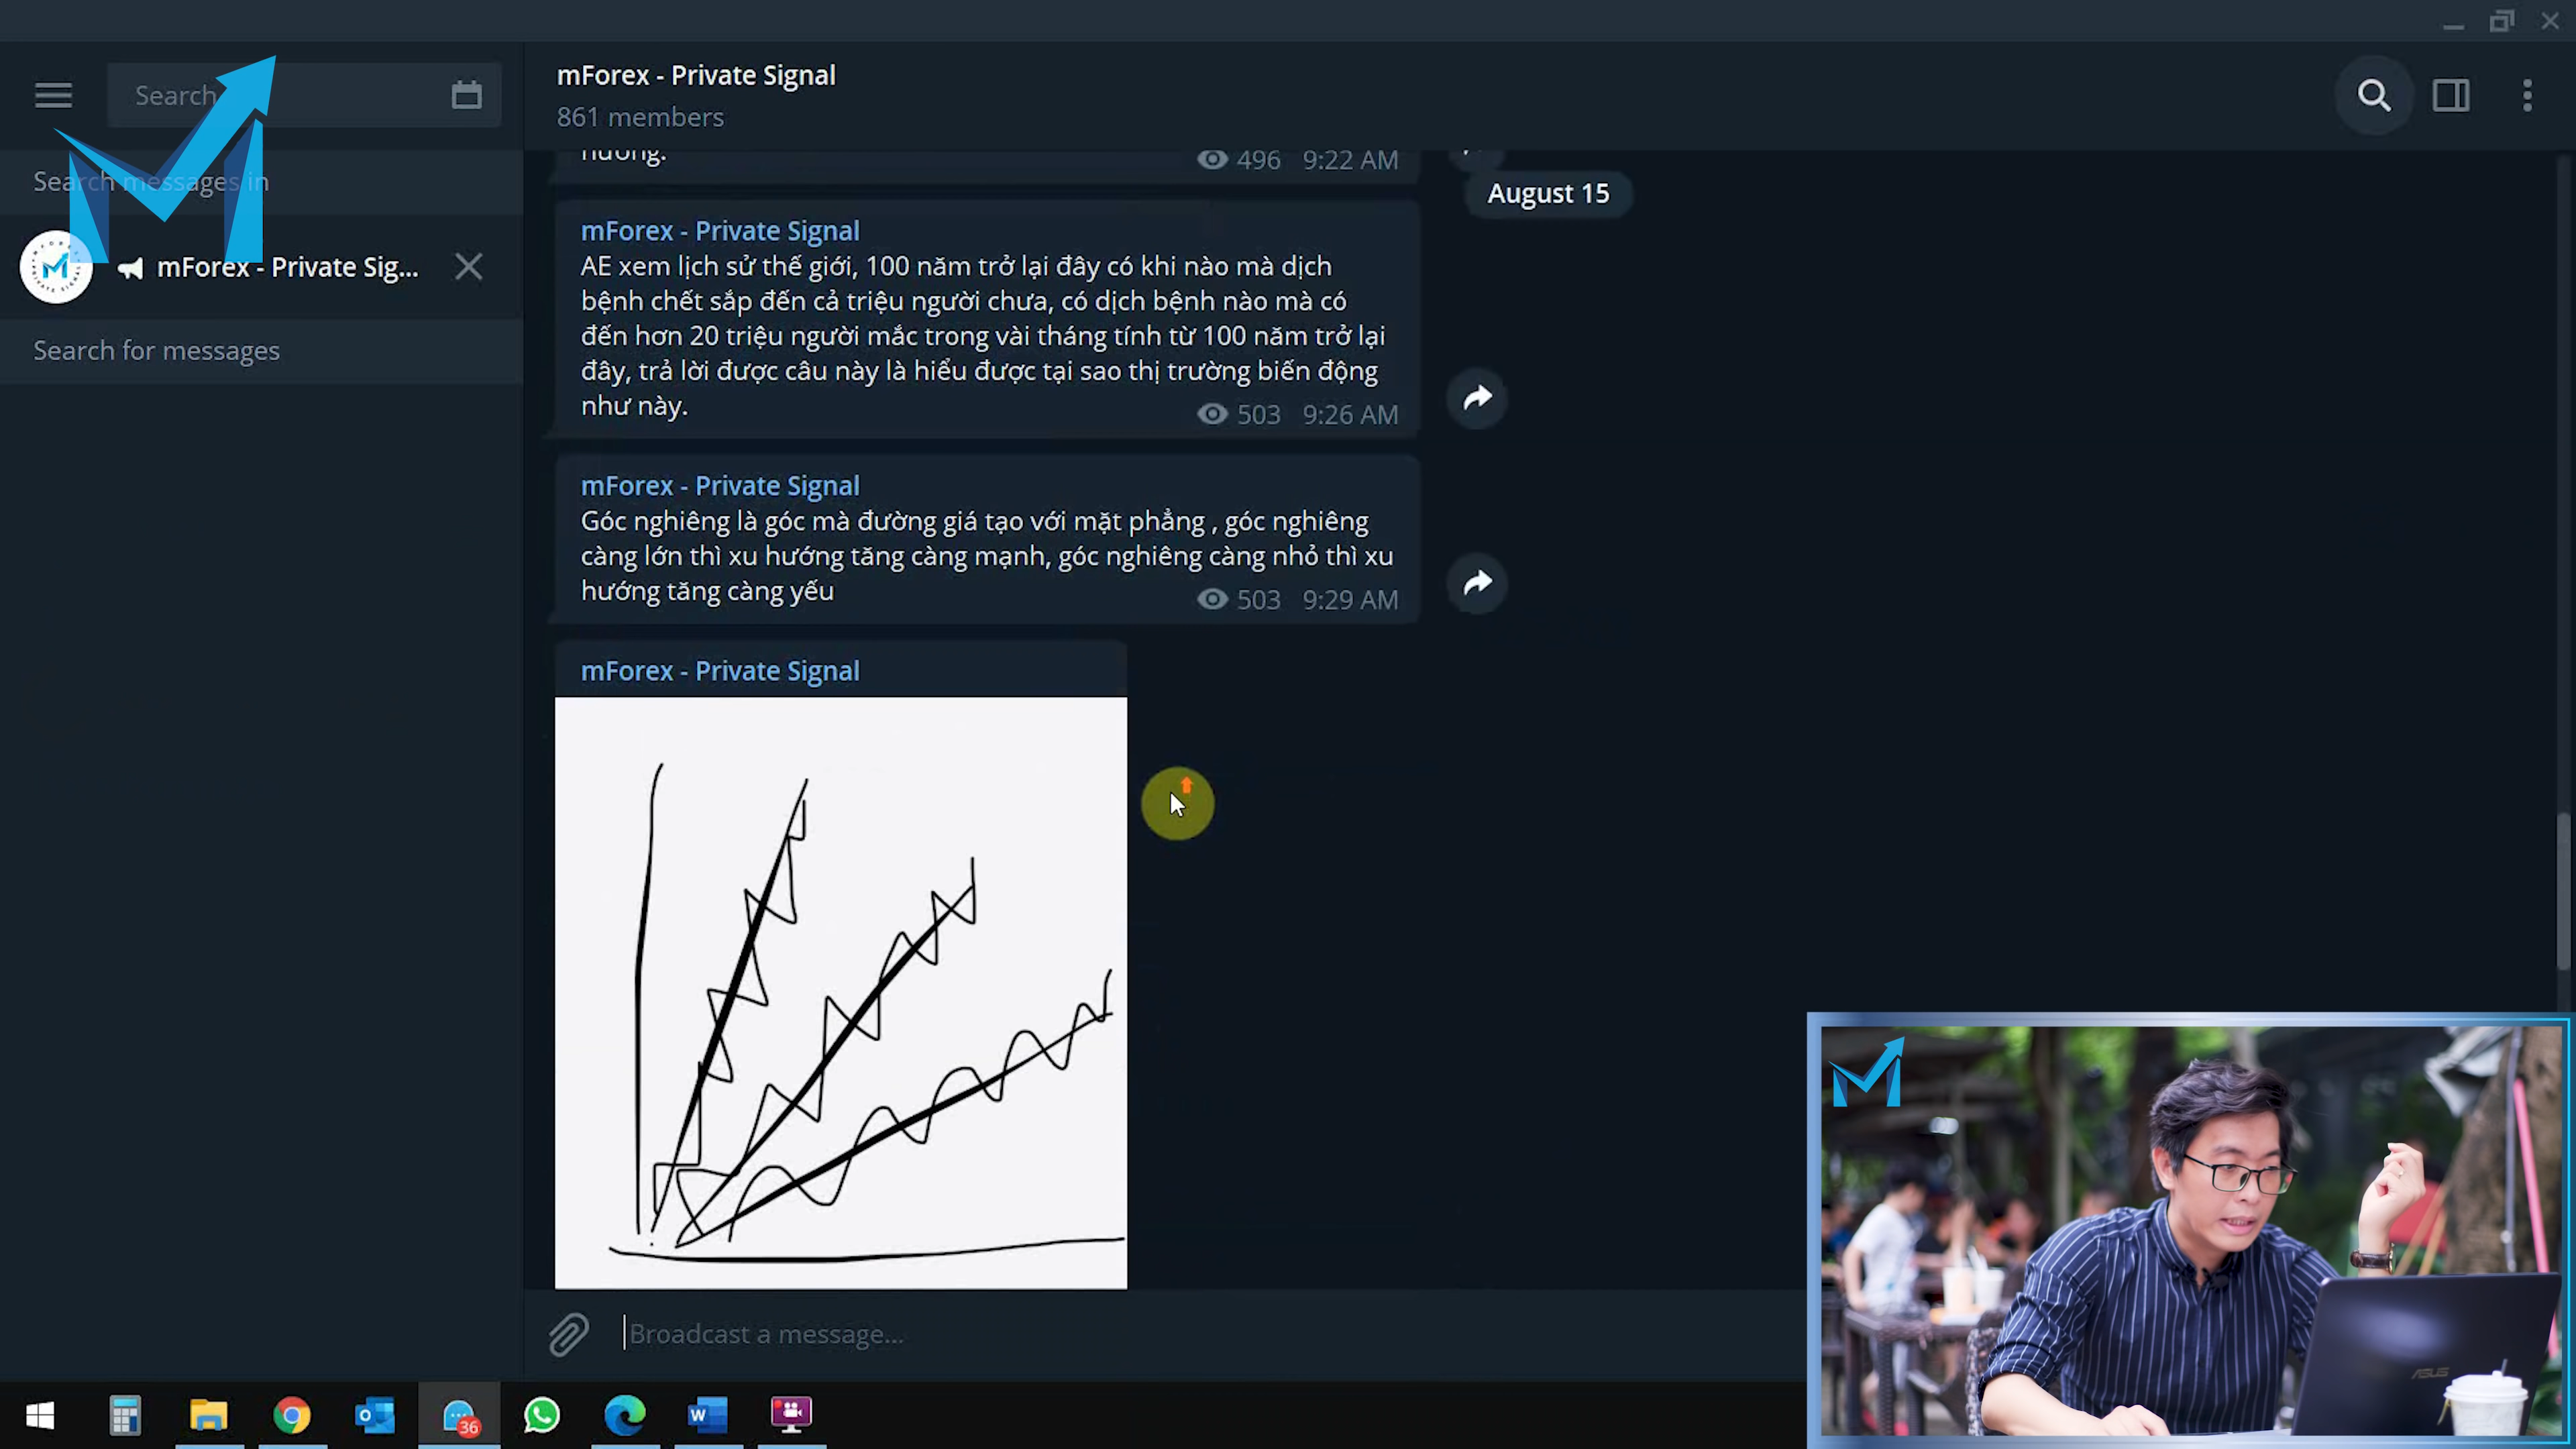 Search
mForex - Private Signal
861 members
Search messages in
mForex - Private Sig...
Search for messages
hướng.
496 9:22 AM
August 15
mForex - Private Signal
AE xem lịch sử thế giới, 100 năm trở lại đây có khi nào mà dịch
bệnh chết sắp đến cả triệu người chưa, có dịch bệnh nào mà có
đến hơn 20 triệu người mắc trong vài tháng tính từ 100 năm trở lại
đây, trả lời được câu này là hiểu được tại sao thị trường biến động
như này.
503 9:26 AM
mForex - Private Signal
Góc nghiêng là góc mà đường giá tạo với mặt phẳng , góc nghiêng
càng lớn thì xu hướng tăng càng mạnh, góc nghiêng càng nhỏ thì xu
hướng tăng càng yếu
503 9:29 AM
mForex - Private Signal
Broadcast a message...
36
ASUS